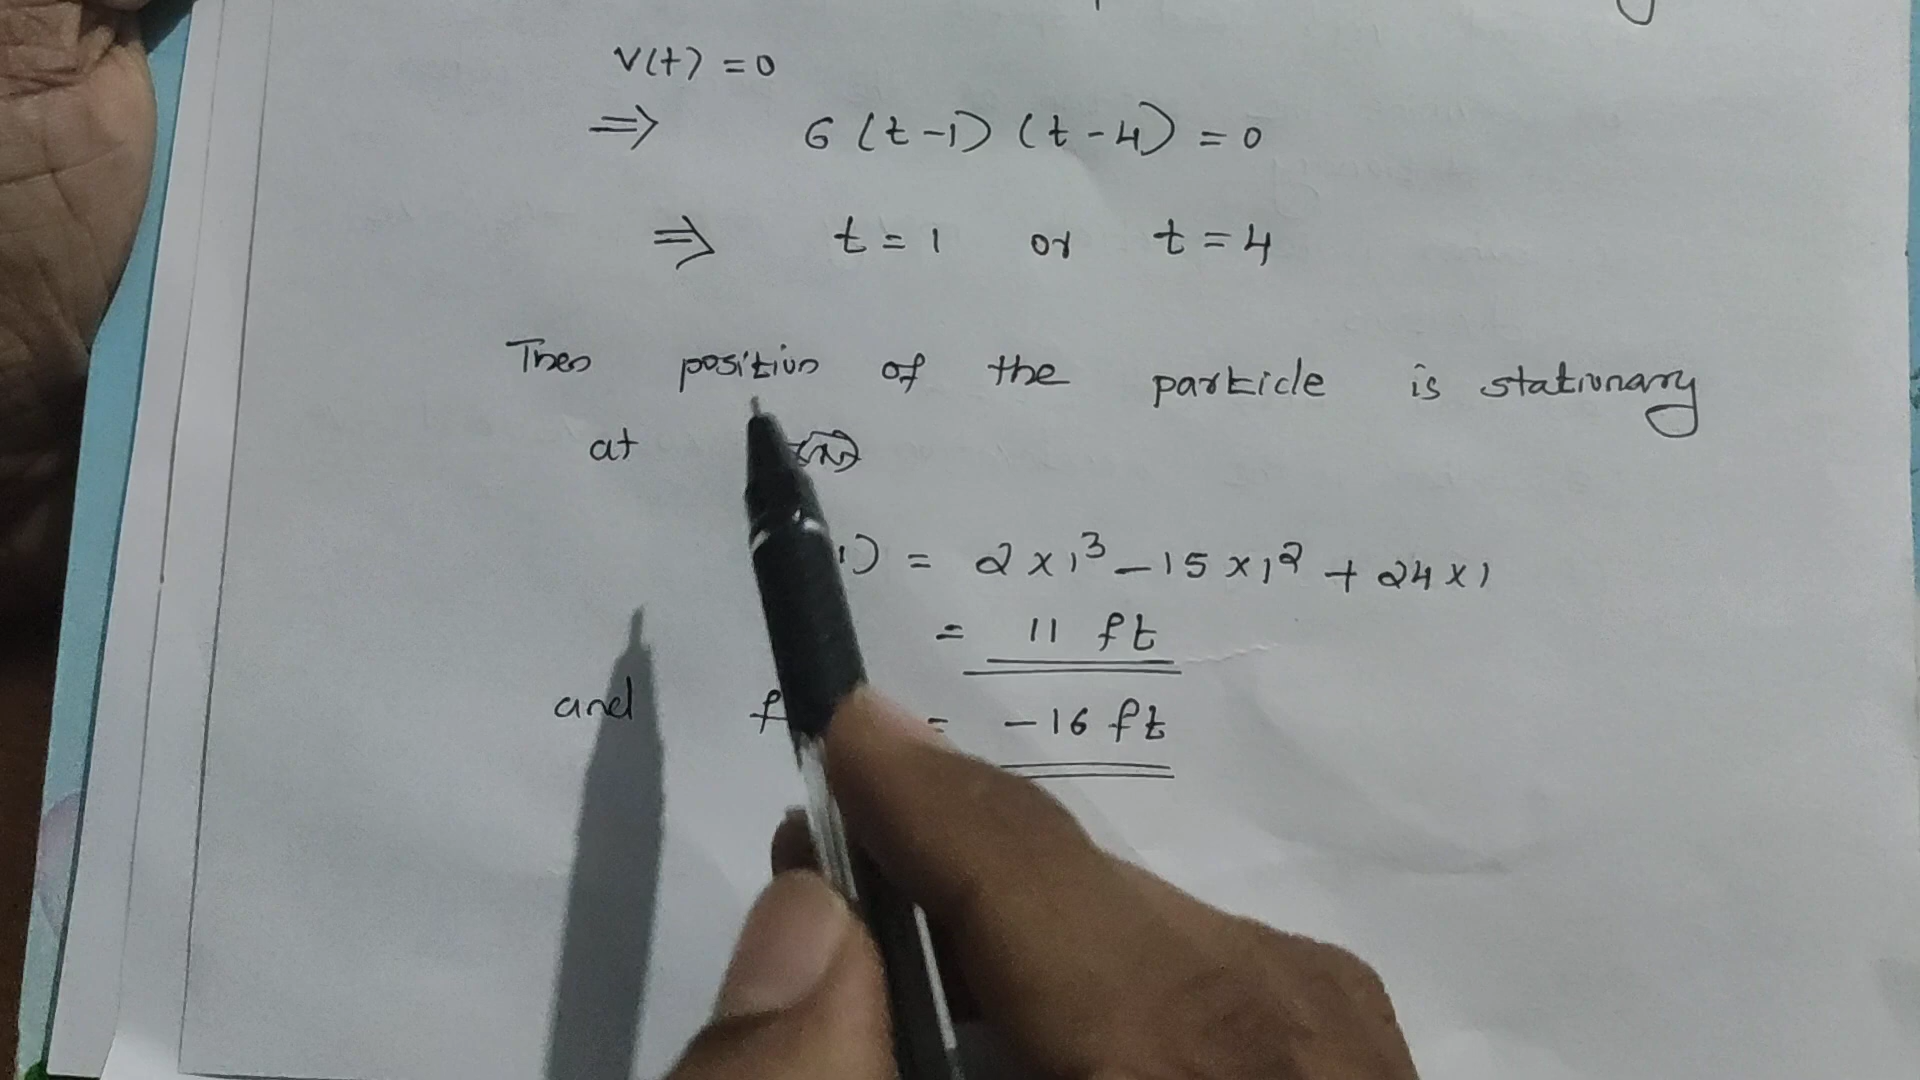 V(t) = 0
⇒ 6 (t-1) (t-4) = 0
⇒ t = 1 or t = 4
Then position of the particle is stationary
at
1) = 2 x 1³ - 15 x 1² + 24 x 1
= 11 ft
and f = -16 ft